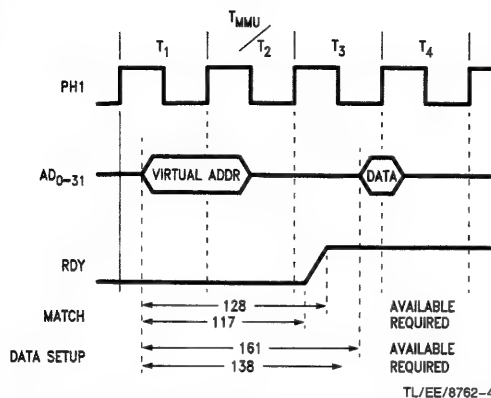 TMMU
T1 T2 T3 T4
PH1
AD0-31 VIRTUAL ADDR DATA
RDY
128 AVAILABLE
MATCH 117 REQUIRED
161 AVAILABLE
DATA SETUP 138 REQUIRED
TL/EE/8762-4